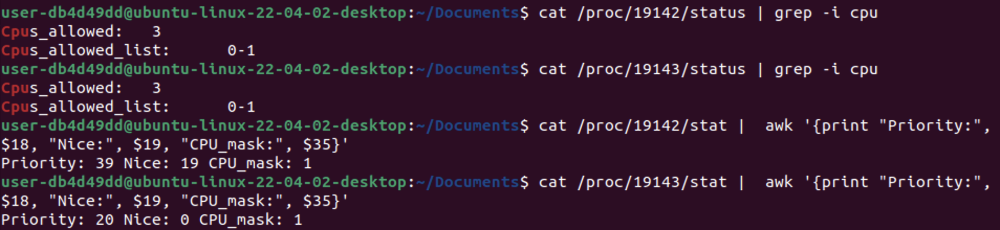 user-db4d49dd@ubuntu-linux-22-04-02-desktop:~/Documents$ cat /proc/19142/status | grep -i cpu
Cpus_allowed:   3
Cpus_allowed_list:      0-1
user-db4d49dd@ubuntu-linux-22-04-02-desktop:~/Documents$ cat /proc/19143/status | grep -i cpu
Cpus_allowed:   3
Cpus_allowed_list:      0-1
user-db4d49dd@ubuntu-linux-22-04-02-desktop:~/Documents$ cat /proc/19142/stat |  awk '{print "Priority:",
$18, "Nice:", $19, "CPU_mask:", $35}'
Priority: 39 Nice: 19 CPU_mask: 1
user-db4d49dd@ubuntu-linux-22-04-02-desktop:~/Documents$ cat /proc/19143/stat |  awk '{print "Priority:",
$18, "Nice:", $19, "CPU_mask:", $35}'
Priority: 20 Nice: 0 CPU_mask: 1